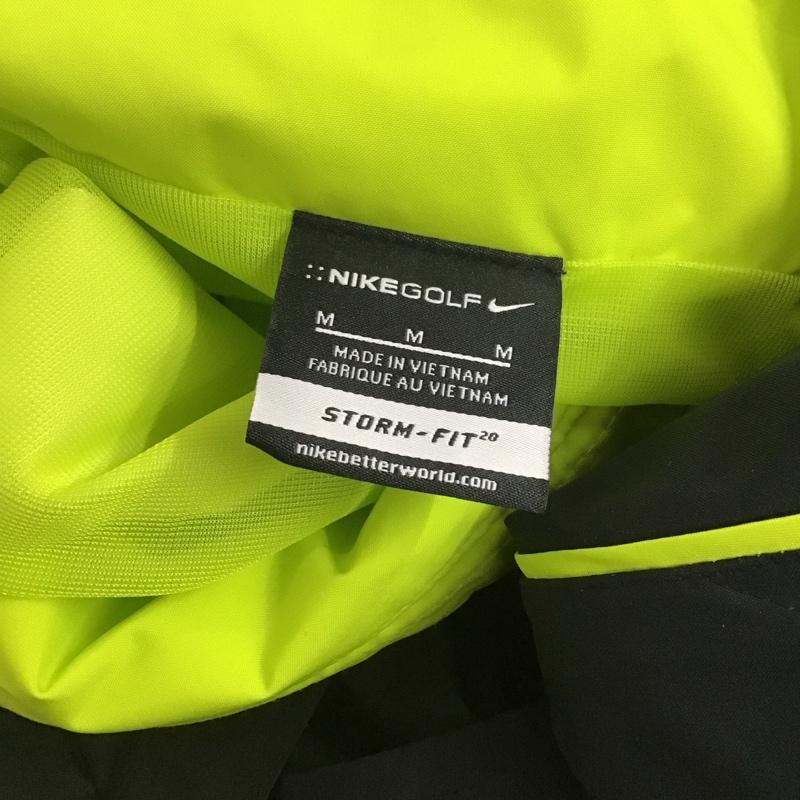 NIKEGOLF
M M M
MADE IN VIETNAM
FABRIQUE AU VIETNAM
STORM-FIT20
nikebetterworld.com